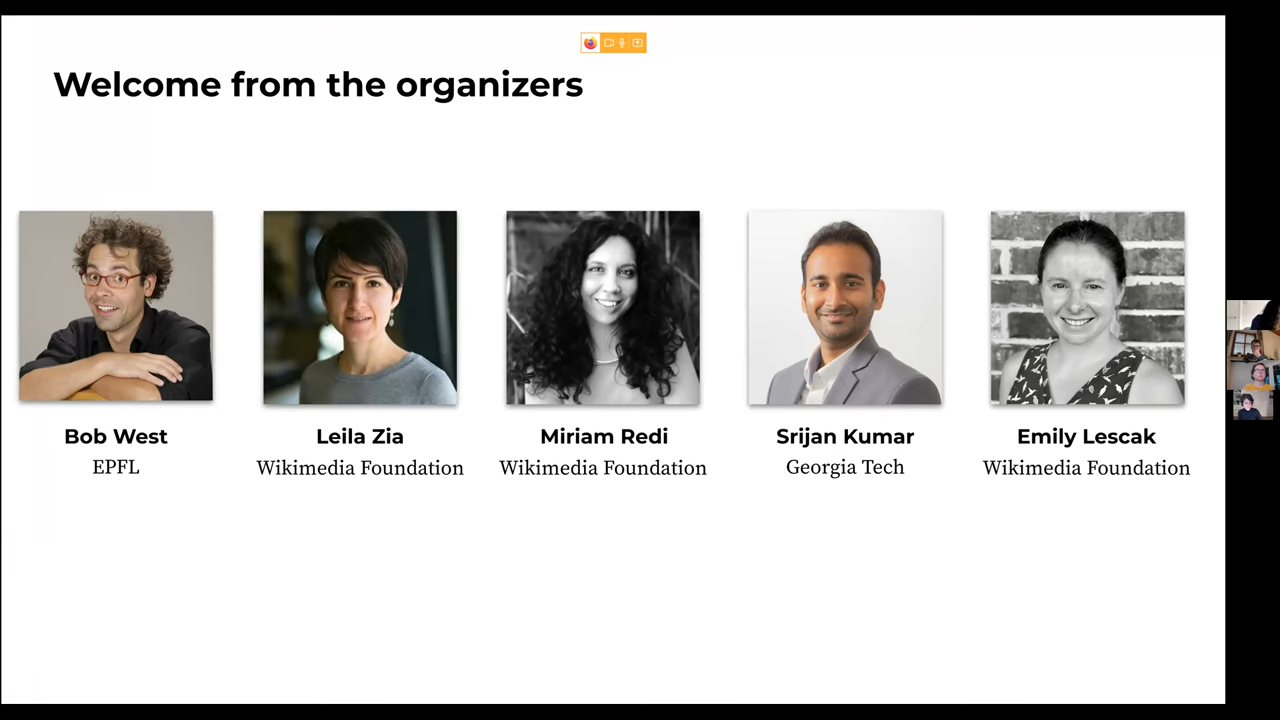 Welcome from the organizers
Bob West
EPFL
Leila Zia
Wikimedia Foundation
Miriam Redi
Wikimedia Foundation
Srijan Kumar
Georgia Tech
Emily Lescak
Wikimedia Foundation